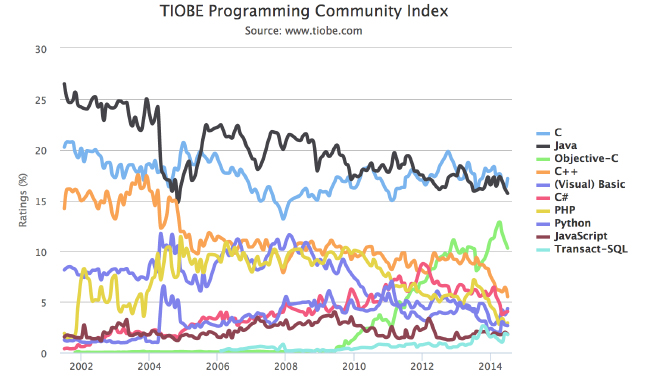 TIOBE Programming Community Index
Source: www.tiobe.com
30
25
20
15
10
5
0
Ratings (%)
2002 2004 2006 2008 2010 2012 2014
C
Java
Objective-C
C++
(Visual) Basic
C#
PHP
Python
JavaScript
Transact-SQL